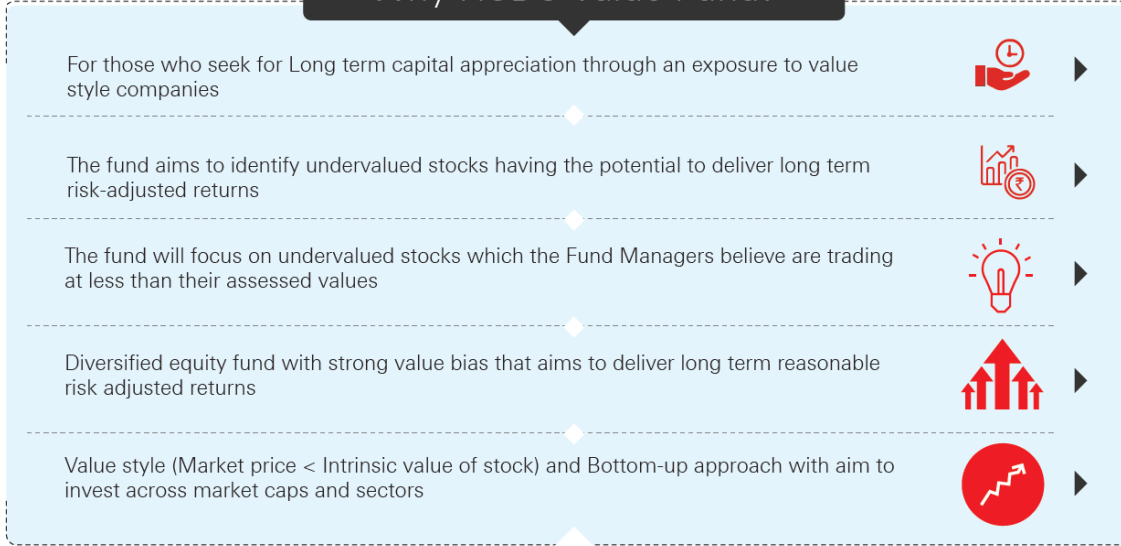 Why HSBC Value Fund?
For those who seek for Long term capital appreciation through an exposure to value
style companies
The fund aims to identify undervalued stocks having the potential to deliver long term
risk-adjusted returns
₹
The fund will focus on undervalued stocks which the Fund Managers believe are trading
at less than their assessed values
Diversified equity fund with strong value bias that aims to deliver long term reasonable
risk adjusted returns
Value style (Market price < Intrinsic value of stock) and Bottom-up approach with aim to
invest across market caps and sectors